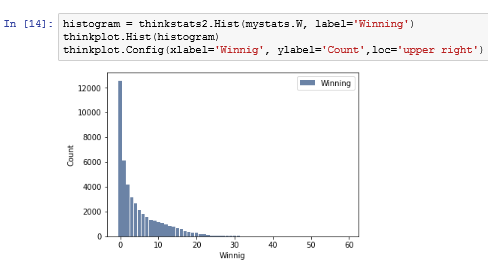 In [14]: histogram = thinkstats2.Hist(mystats.W, label='Winning')
thinkplot.Hist(histogram)
thinkplot.Config(xlabel='Winnig', ylabel='Count',loc='upper right')
Winning
12000
10000
8000
6000
4000
2000
0
Count
0 10 20 30 40 50 60
Winnig